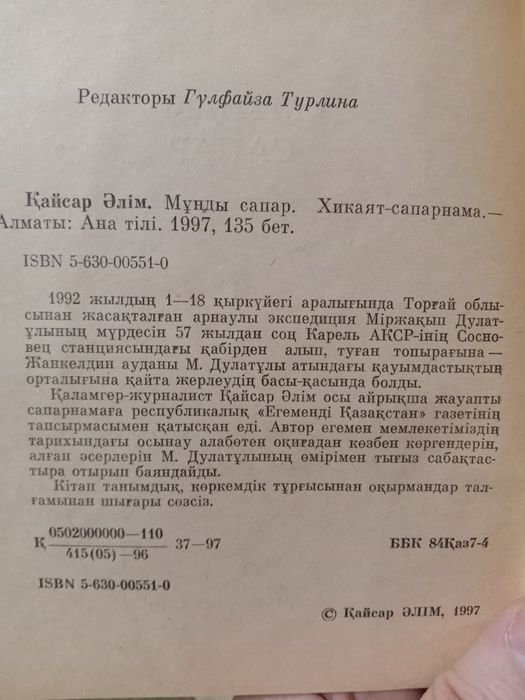 Редакторы Гүлфайза Турлина
Қайсар Әлім. Мұңды сапар. Хикаят-сапарнама.—
Алматы: Ана тілі. 1997, 135 бет.
ISBN 5-630-00551-0
1992 жылдың 1—18 қыркүйегі аралығында Торғай облы-
сынан жасақталған арнаулы экспедиция Міржақып Дулат-
ұлының мүрдесін 57 жылдан соң Карель АКСР-інің Сосно-
вец станциясындағы қабірден алып, туған топырағына —
Жанкелдин ауданы М. Дулатұлы атындағы қауымдастықтың
орталығына қайта жерлеудің басы-қасында болды.
Қаламгер-журналист Қайсар Әлім осы айрықша жауапты
сапарнамаға республикалық «Егеменді Қазақстан» газетінің
тапсырмасымен қатысқан еді. Автор егемен мемлекетіміздің
тарихындағы осынау алабөтен оқиғадан көзбен көргендерін,
алған әсерлерін М. Дулатұлының өмірімен тығыз сабақтас-
тыра отырып баяндайды.
Кітап танымдық, көркемдік тұрғысынан оқырмандар тал-
ғамынан шығары сөзсіз.
Қ 0502000000—110 37—97 ББК 84Қаз7-4
415(05)—96
ISBN 5-630-00551-0
© Қайсар ӘЛІМ, 1997